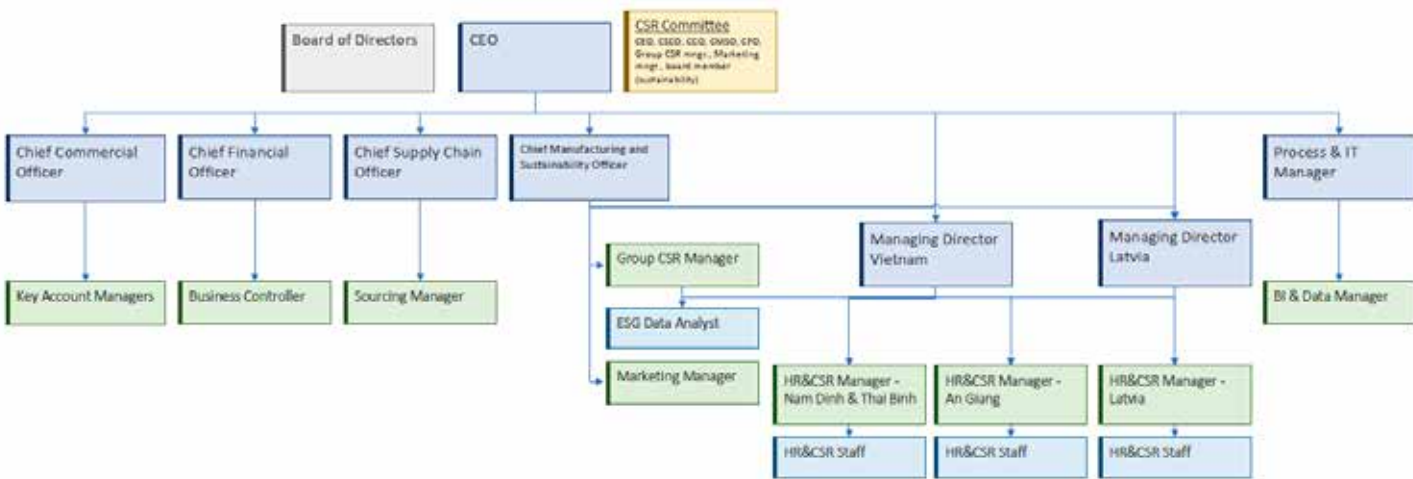 Board of Directors
CEO
CSR Committee
CEO, CSCO, CCO, CMSO, CFO,
Group CSR mngr., Marketing
mngr., board member
(sustainability)
Chief Commercial
Officer
Chief Financial
Officer
Chief Supply Chain
Officer
Chief Manufacturing and
Sustainability Officer
Process & IT
Manager
Managing Director
Vietnam
Managing Director
Latvia
Group CSR Manager
Key Account Managers
Business Controller
Sourcing Manager
BI & Data Manager
ESG Data Analyst
Marketing Manager
HR&CSR Manager -
Nam Dinh & Thai Binh
HR&CSR Manager -
An Giang
HR&CSR Manager -
Latvia
HR&CSR Staff
HR&CSR Staff
HR&CSR Staff